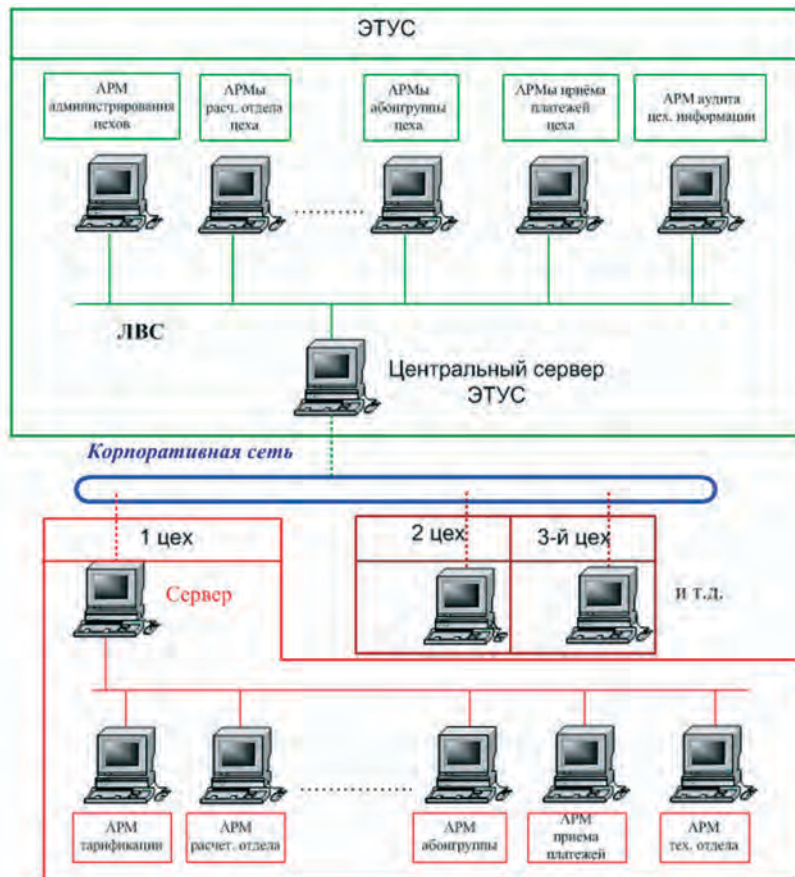 ЭТУС
АРМ
администрирования
цехов
АРМы
расч. отдела
цеха
АРМы
абонгруппы
цеха
АРМы приёма
платежей
цеха
АРМ аудита
цех. информации
ЛВС
Центральный сервер
ЭТУС
Корпоративная сеть
1 цех
2 цех
3-й цех
Сервер
и т.д.
АРМ
тарификации
АРМ
расчет. отдела
АРМ
абонгруппы
АРМ
приема
платежей
АРМ
тех. отдела